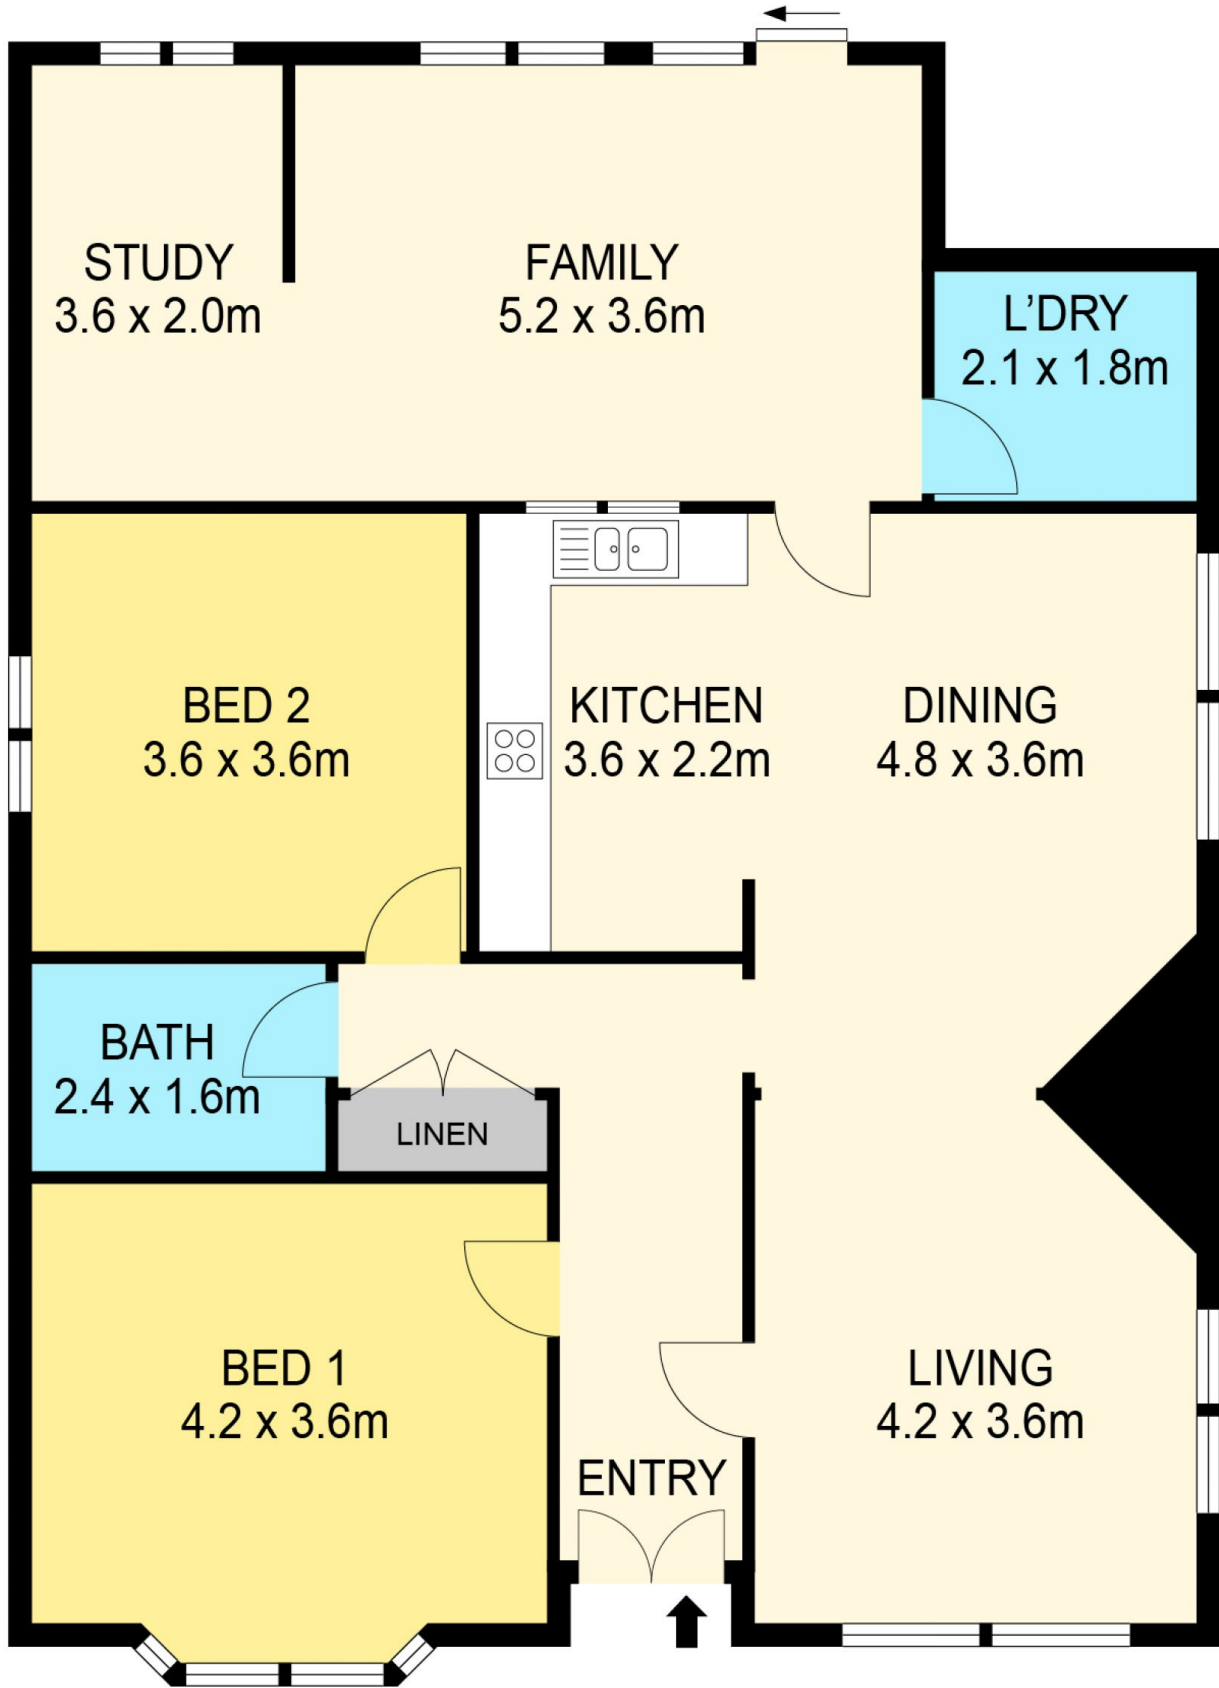 STUDY
3.6 x 2.0m
FAMILY
5.2 x 3.6m
L'DRY
2.1 x 1.8m
BED 2
3.6 x 3.6m
KITCHEN
3.6 x 2.2m
DINING
4.8 x 3.6m
BATH
2.4 x 1.6m
LINEN
BED 1
4.2 x 3.6m
LIVING
4.2 x 3.6m
ENTRY